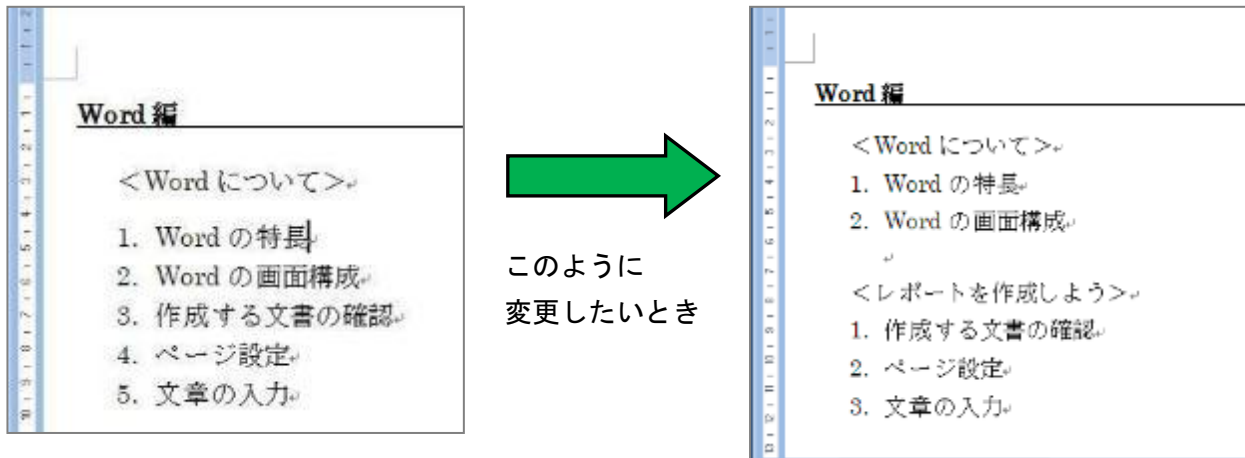 Word 編
＜Word について＞
1. Word の特長
2. Word の画面構成
3. 作成する文書の確認
4. ページ設定
5. 文章の入力
このように
変更したいとき
Word 編
＜Word について＞
1. Word の特長
2. Word の画面構成
＜レポートを作成しよう＞
1. 作成する文書の確認
2. ページ設定
3. 文章の入力